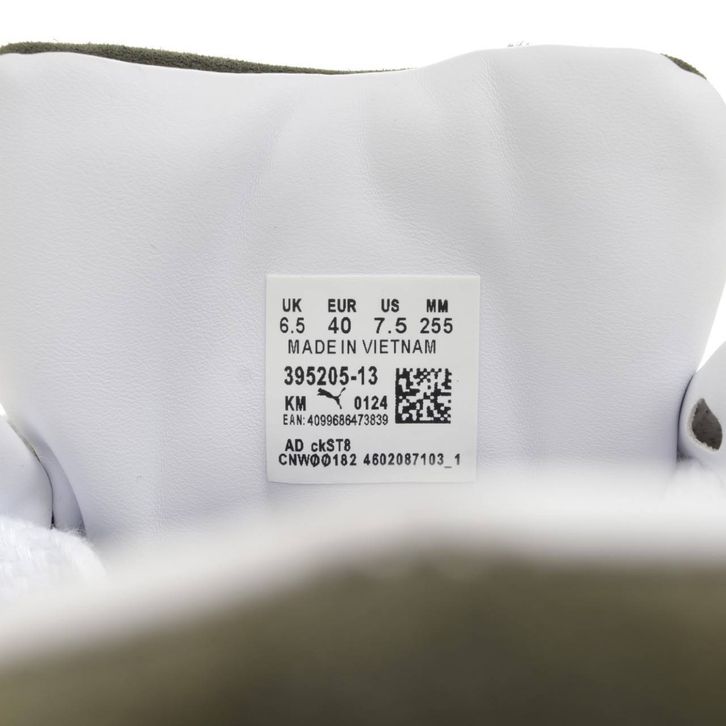 UK EUR US MM
6.5 40 7.5 255
MADE IN VIETNAM
395205-13
KM 0124
EAN: 4099686473839
AD ckST8
CNWØØ182 4602087103_1